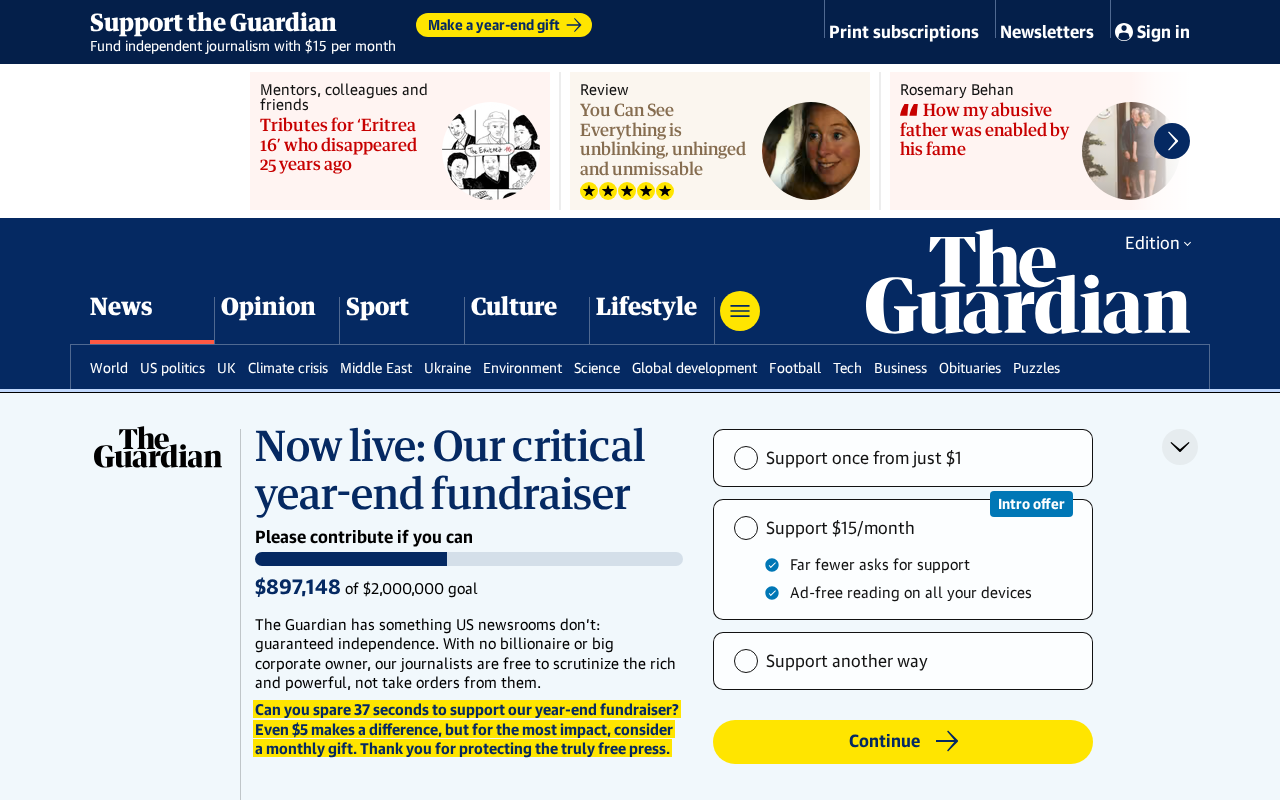 Support the Guardian
Fund independent journalism with $15 per month
Make a year-end gift
Print subscriptions
Newsletters
Sign in
Mentors, colleagues and
friends
Tributes for ‘Eritrea
16’ who disappeared
25 years ago
Review
You Can See
Everything is
unblinking, unhinged
and unmissable
Rosemary Behan
How my abusive
father was enabled by
his fame
Edition
The
Guardian
News
Opinion
Sport
Culture
Lifestyle
World
US politics
UK
Climate crisis
Middle East
Ukraine
Environment
Science
Global development
Football
Tech
Business
Obituaries
Puzzles
The
Guardian
Now live: Our critical
year-end fundraiser
Please contribute if you can
$897,148 of $2,000,000 goal
The Guardian has something US newsrooms don’t:
guaranteed independence. With no billionaire or big
corporate owner, our journalists are free to scrutinize the rich
and powerful, not take orders from them.
Can you spare 37 seconds to support our year-end fundraiser?
Even $5 makes a difference, but for the most impact, consider
a monthly gift. Thank you for protecting the truly free press.
Support once from just $1
Intro offer
Support $15/month
Far fewer asks for support
Ad-free reading on all your devices
Support another way
Continue